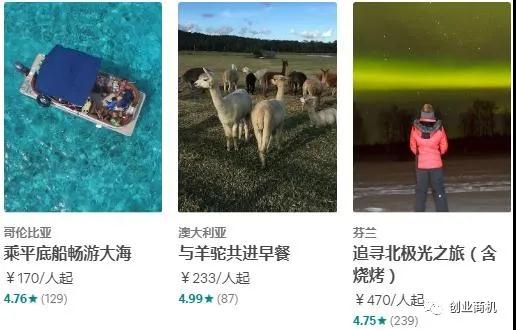 哥伦比亚
乘平底船畅游大海
￥170/人起
4.76★(129)
澳大利亚
与羊驼共进早餐
￥233/人起
4.99★(87)
芬兰
追寻北极光之旅（含
烧烤）
￥470/人起
4.75★(239)
创业商机